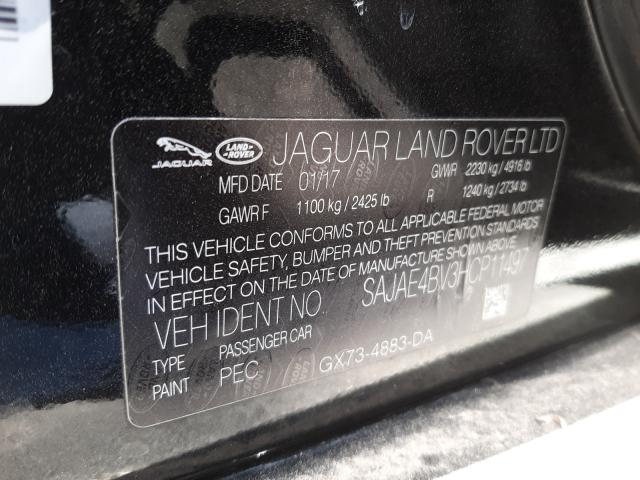 JAGUAR LAND-ROVER JAGUAR LAND ROVER LTD
MFD DATE 01/17 GVWR 2230 kg / 4916 lb
GAWR F 1100 kg / 2425 lb R 1240 kg / 2734 lb
THIS VEHICLE CONFORMS TO ALL APPLICABLE FEDERAL MOTOR
VEHICLE SAFETY, BUMPER AND THEFT PREVENTION STANDARDS
IN EFFECT ON THE DATE OF MANUFACTURE SHOWN ABOVE
VEH IDENT NO. SAJAE4BV3HCP11497
TYPE PASSENGER CAR
PAINT PEC GX73-4883-DA